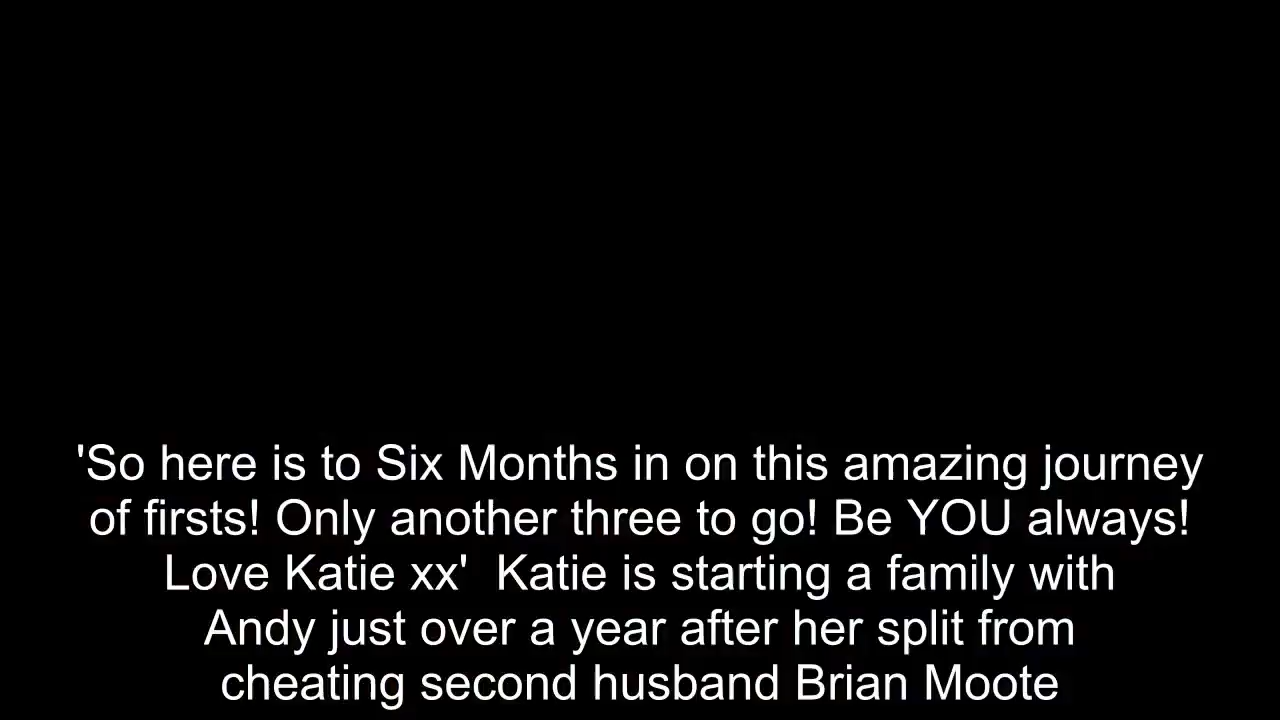 'So here is to Six Months in on this amazing journey
of firsts! Only another three to go! Be YOU always!
Love Katie xx'  Katie is starting a family with
Andy just over a year after her split from
cheating second husband Brian Moote